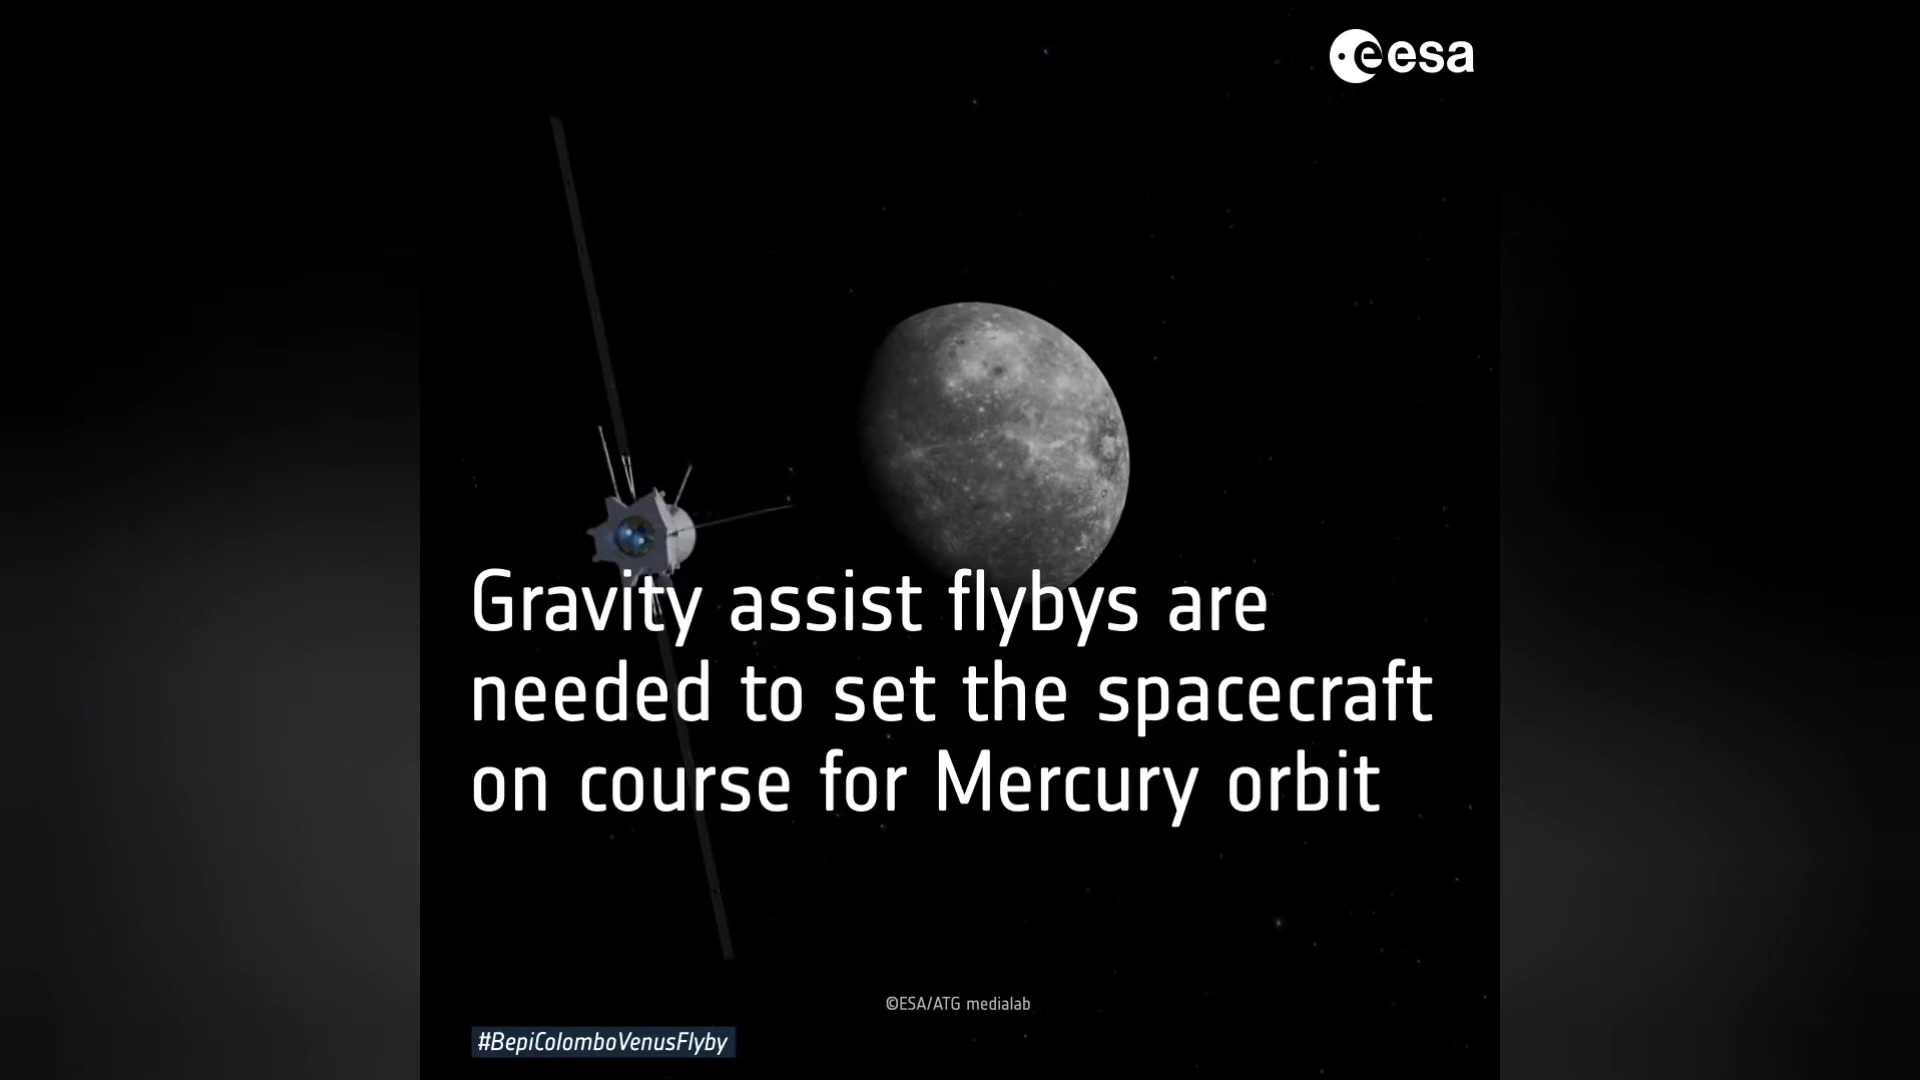 esa
Gravity assist flybys are
needed to set the spacecraft
on course for Mercury orbit
©ESA/ATG medialab
#BepiColomboVenusFlyby